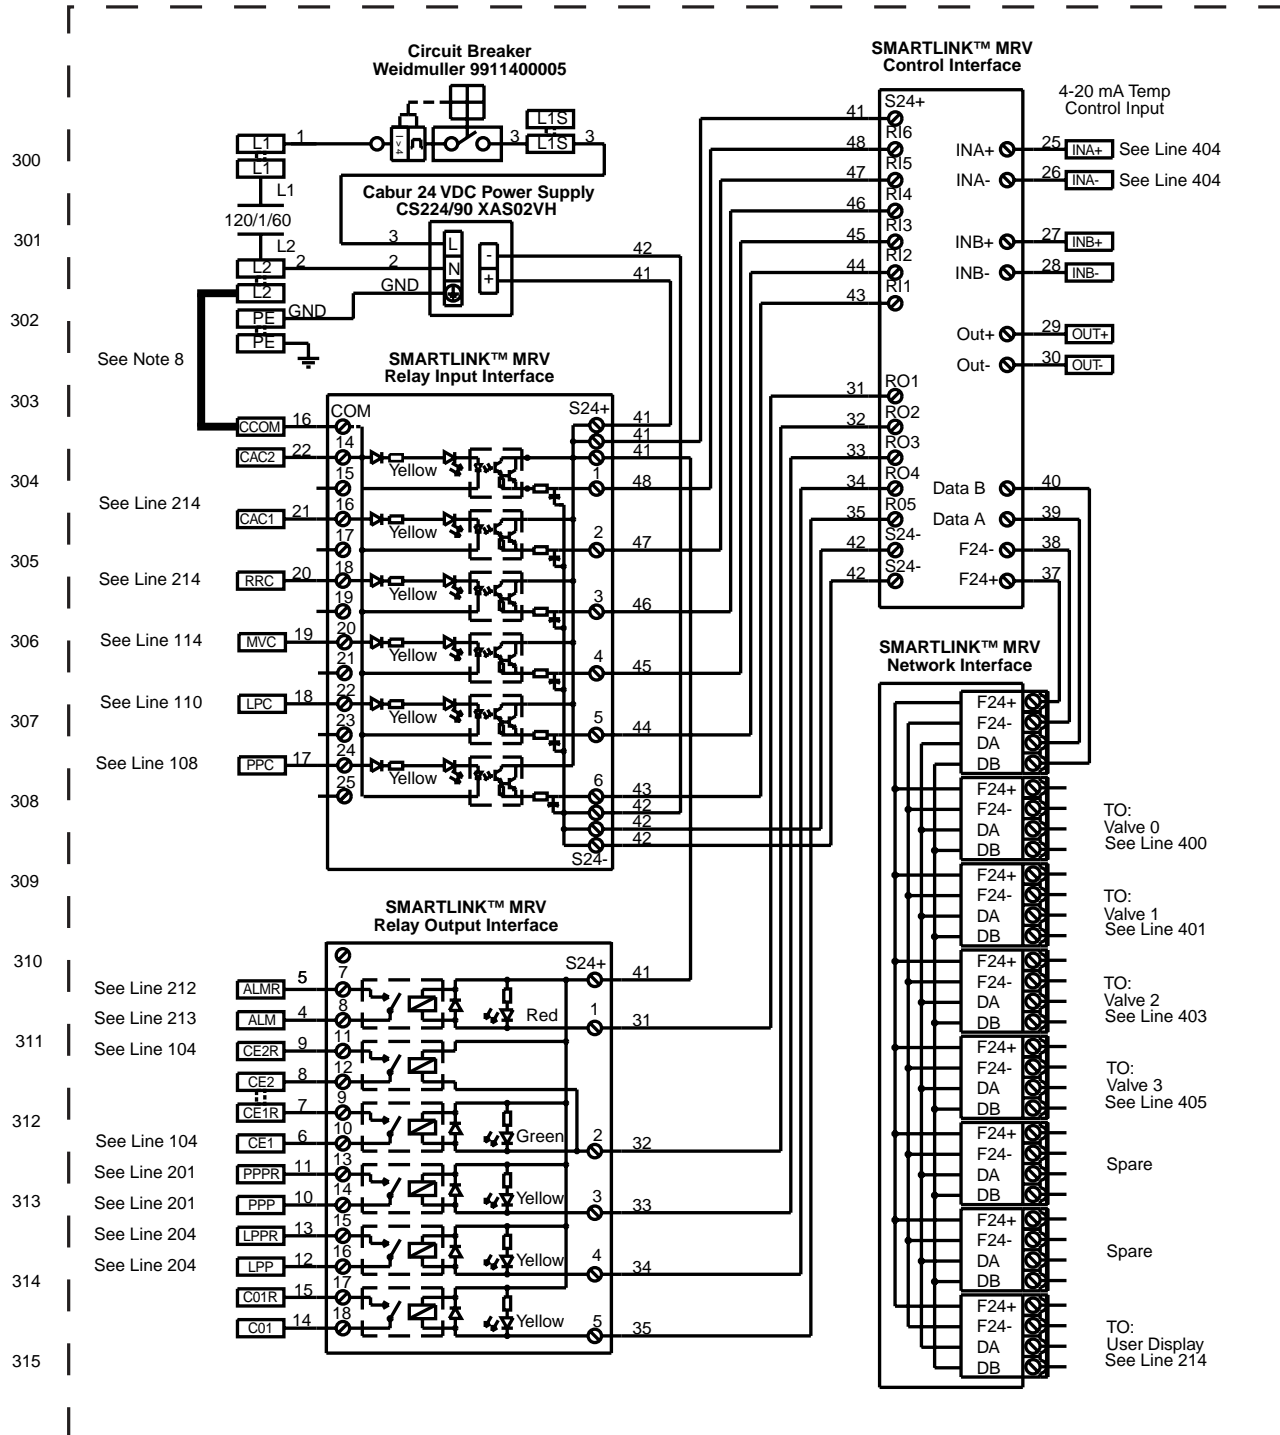 Circuit Breaker
Weidmuller 9911400005
SMARTLINK™ MRV
Control Interface
4-20 mA Temp
Control Input
300
L1 1
L1
I > 4
3 L1S 3
L1S
L1
120/1/60
L2
301
L2 2
L2
302
PE GND
PE
Cabur 24 VDC Power Supply
CS224/90 XAS02VH
3 L
2 N
GND
- 42
+ 41
See Note 8
41 S24+
48 RI6
47 RI5
46 RI4
45 RI3
44 RI2
43 RI1
31 RO1
32 RO2
33 RO3
34 RO4
35 R05
42 S24-
42 S24-
INA+ 25 INA+ See Line 404
INA- 26 INA- See Line 404
INB+ 27 INB+
INB- 28 INB-
Out+ 29 OUT+
Out- 30 OUT-
Data B 40
Data A 39
F24- 38
F24+ 37
SMARTLINK™ MRV
Relay Input Interface
303
CCOM 16 COM
CAC2 22 14 Yellow
304
15
See Line 214
CAC1 21 16 Yellow
17
305
See Line 214 RRC 20 18 Yellow
19
306
See Line 114 MVC 19 20 Yellow
21
See Line 110 LPC 18 22 Yellow
307
23
See Line 108 PPC 17 24 Yellow
25
308
S24+ 41
41
41
1 48
2 47
3 46
4 45
5 44
6 43
42
42
42
S24-
309
SMARTLINK™ MRV
Relay Output Interface
310
7
See Line 212 ALMR 5
See Line 213 ALM 4 8
311
See Line 104 CE2R 9 11
CE2 8 12
312
CE1R 7 9
See Line 104 CE1 6 10
See Line 201 PPPR 11 13
313
See Line 201 PPP 10 14
See Line 204 LPPR 13 15
See Line 204 LPP 12 16
314
C01R 15 17
C01 14 18
315
S24+ 41
Red 1 31
Green 2 32
Yellow 3 33
Yellow 4 34
Yellow 5 35
SMARTLINK™ MRV
Network Interface
F24+
F24-
DA
DB
F24+
F24-
DA
DB
TO:
Valve 0
See Line 400
F24+
F24-
DA
DB
TO:
Valve 1
See Line 401
F24+
F24-
DA
DB
TO:
Valve 2
See Line 403
F24+
F24-
DA
DB
TO:
Valve 3
See Line 405
F24+
F24-
DA
DB
Spare
F24+
F24-
DA
DB
Spare
F24+
F24-
DA
DB
TO:
User Display
See Line 214